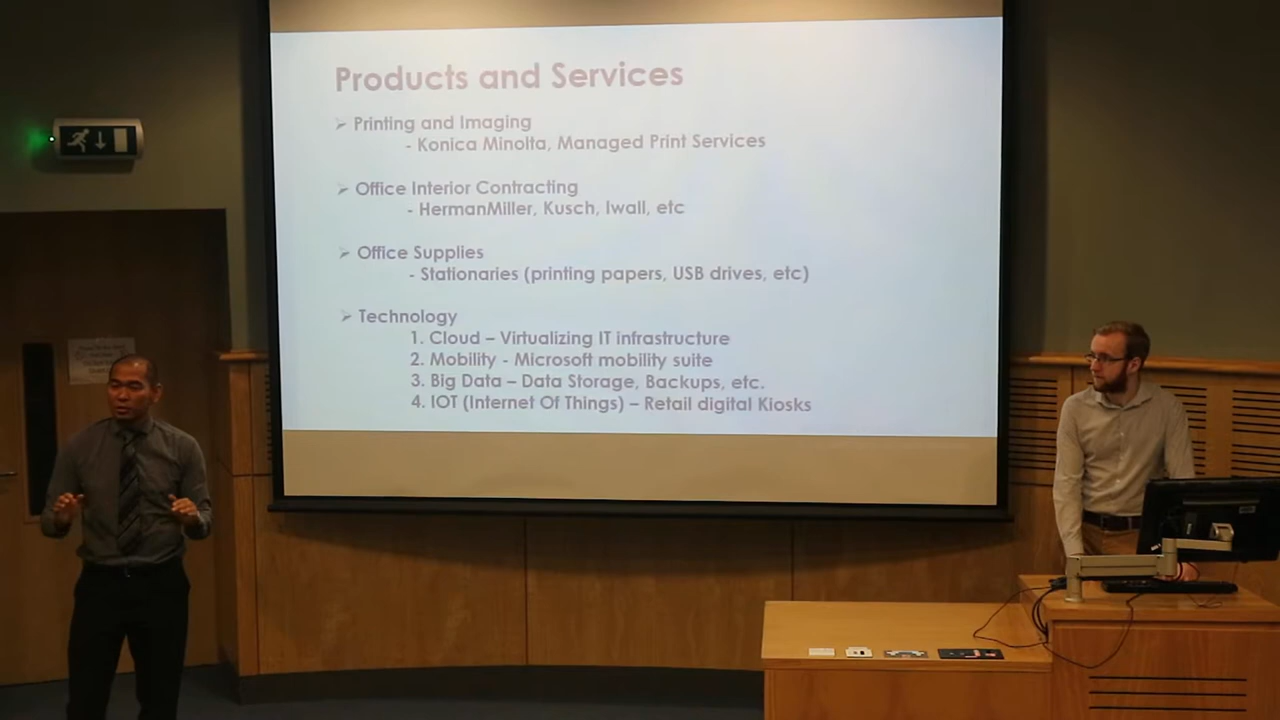 Products and Services
➢ Printing and Imaging
- Konica Minolta, Managed Print Services
➢ Office Interior Contracting
- HermanMiller, Kusch, Iwall, etc
➢ Office Supplies
- Stationaries (printing papers, USB drives, etc)
➢ Technology
1. Cloud – Virtualizing IT infrastructure
2. Mobility - Microsoft mobility suite
3. Big Data – Data Storage, Backups, etc.
4. IOT (Internet Of Things) – Retail digital Kiosks